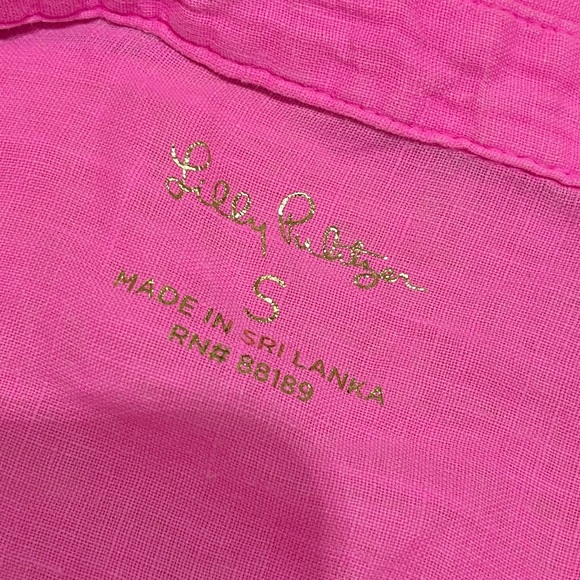 Lilly Pulitzer
S
MADE IN SRI LANKA
RN# 88189